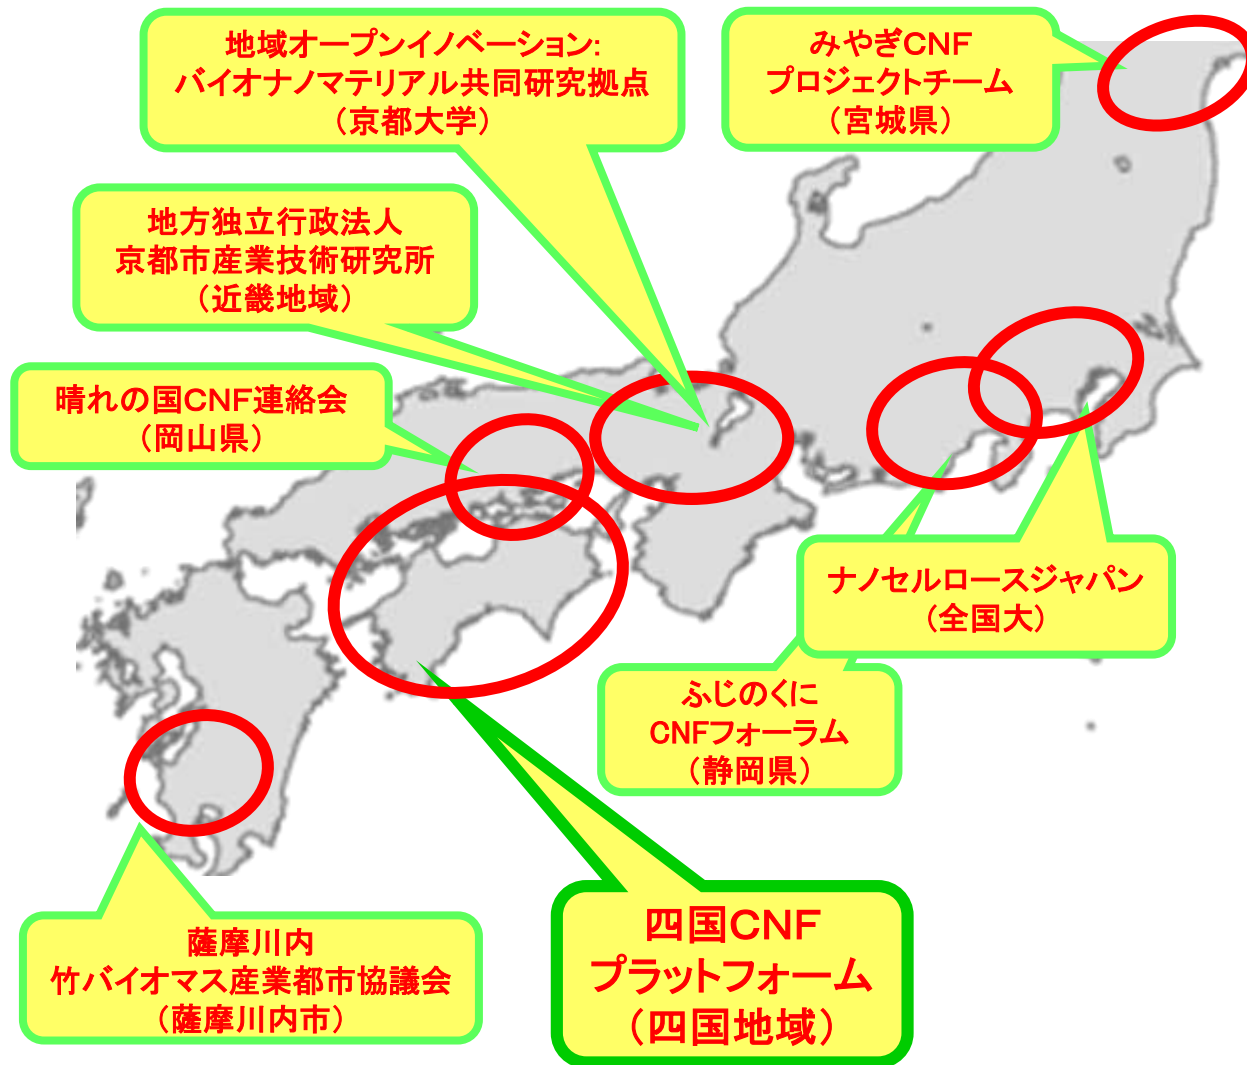 地域オープンイノベーション:
バイオナノマテリアル共同研究拠点
（京都大学）
みやぎCNF
プロジェクトチーム
（宮城県）
地方独立行政法人
京都市産業技術研究所
（近畿地域）
晴れの国CNF連絡会
（岡山県）
ナノセルロースジャパン
（全国大）
ふじのくに
CNFフォーラム
（静岡県）
四国CNF
プラットフォーム
（四国地域）
薩摩川内
竹バイオマス産業都市協議会
（薩摩川内市）